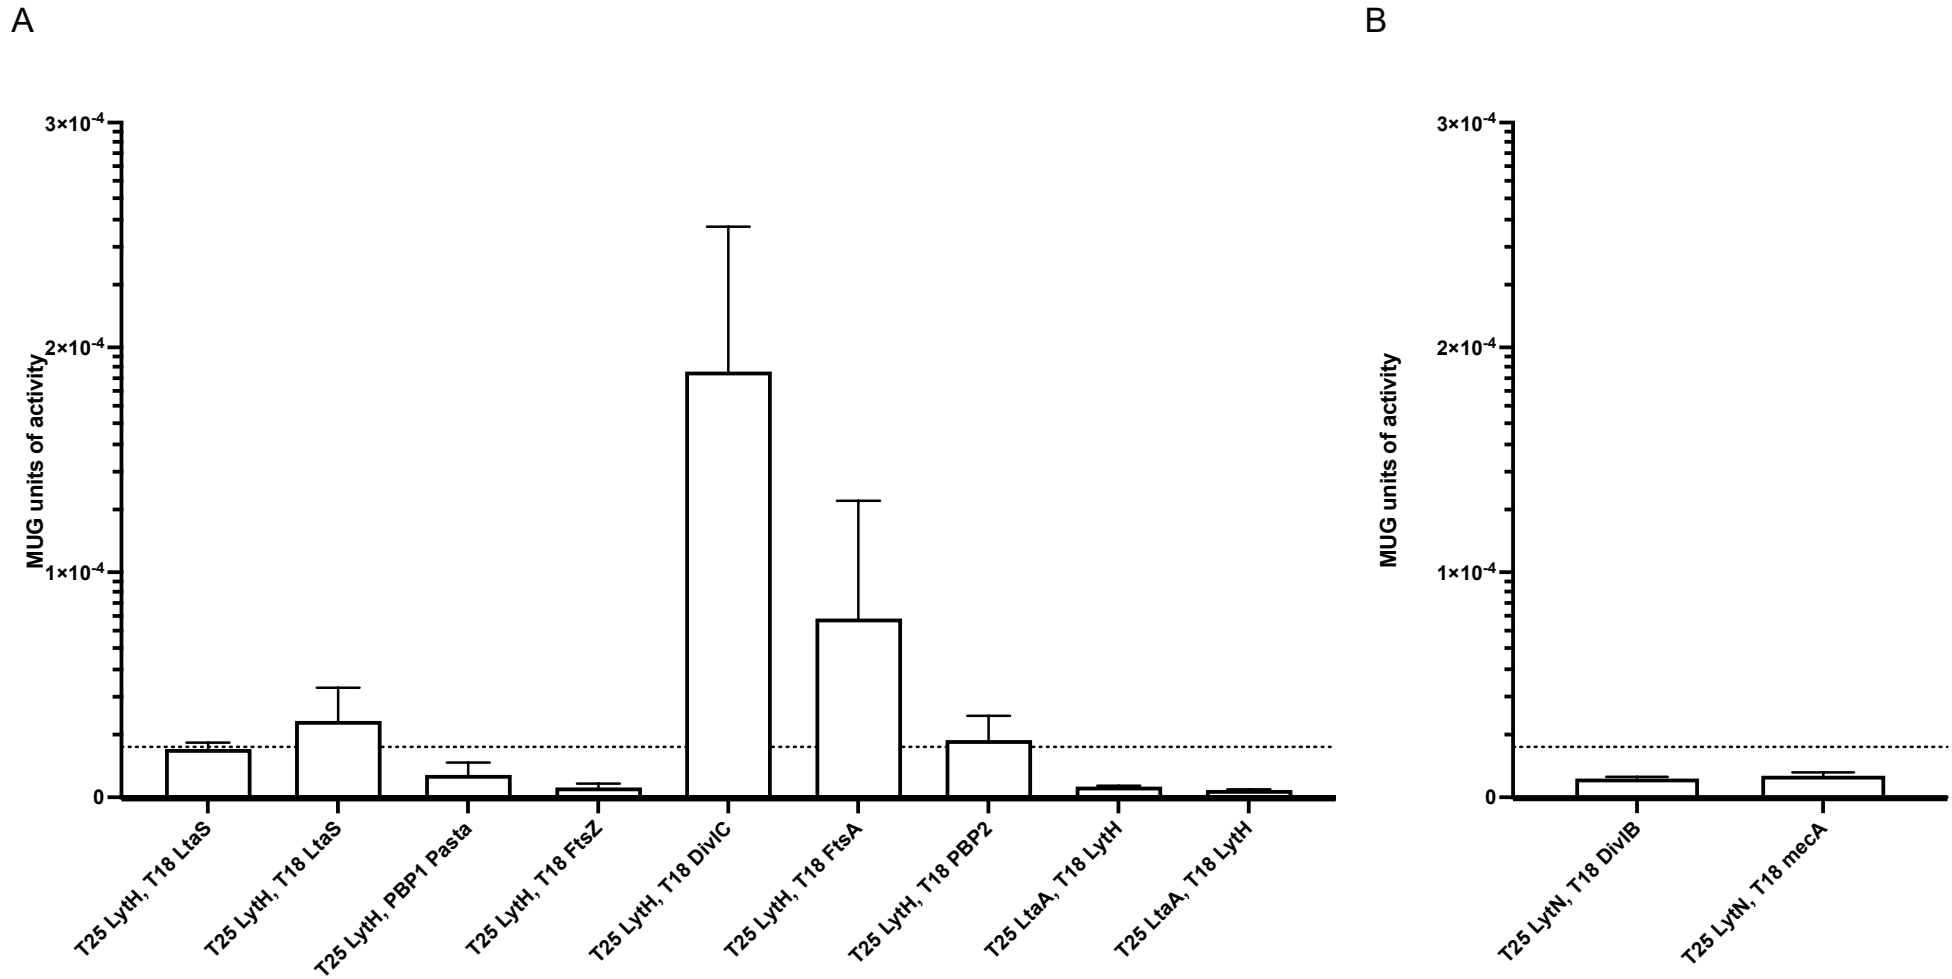 A
MUG units of activity
3×10⁻⁴
2×10⁻⁴
1×10⁻⁴
0
T25 LytH, T18 LtaS
T25 LytH, T18 LtaS
T25 LytH, PBP1 Pasta
T25 LytH, T18 FtsZ
T25 LytH, T18 DivIC
T25 LytH, T18 FtsA
T25 LytH, T18 PBP2
T25 LtaA, T18 LytH
T25 LtaA, T18 LytH
B
MUG units of activity
3×10⁻⁴
2×10⁻⁴
1×10⁻⁴
0
T25 LytN, T18 DivIB
T25 LytN, T18 mecA